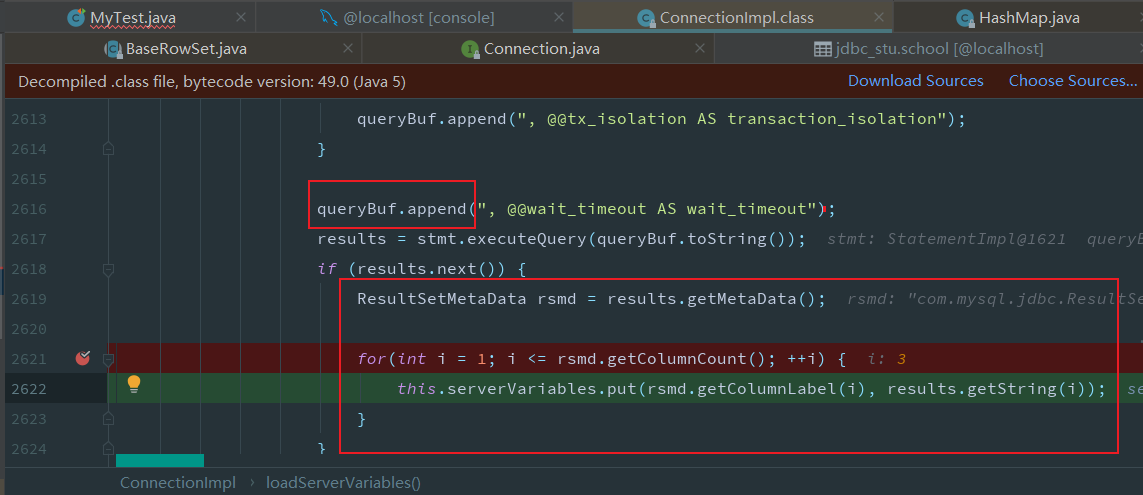 MyTest.java @localhost [console] ConnectionImpl.class HashMap.java
BaseRowSet.java Connection.java jdbc_stu.school [@localhost]
Decompiled .class file, bytecode version: 49.0 (Java 5) Download Sources Choose Sources...
2613 queryBuf.append(", @@tx_isolation AS transaction_isolation");
2614 }
2615
2616 queryBuf.append(", @@wait_timeout AS wait_timeout");
2617 results = stmt.executeQuery(queryBuf.toString()); stmt: StatementImpl@1621 queryB
2618 if (results.next()) {
2619 ResultSetMetaData rsmd = results.getMetaData(); rsmd: "com.mysql.jdbc.ResultSe
2620
2621 for(int i = 1; i <= rsmd.getColumnCount(); ++i) { i: 3
2622 this.serverVariables.put(rsmd.getColumnLabel(i), results.getString(i)); se
2623 }
2624 }
ConnectionImpl › loadServerVariables()